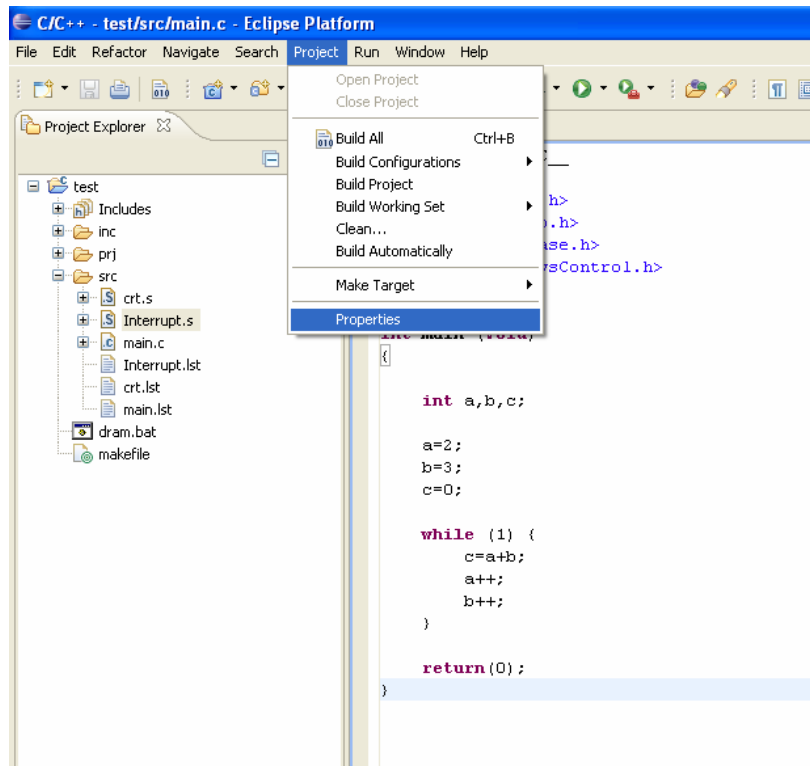 C/C++ - test/src/main.c - Eclipse Platform
File Edit Refactor Navigate Search Project Run Window Help
Project Explorer
test
Includes
inc
prj
src
crt.s
Interrupt.s
main.c
Interrupt.lst
crt.lst
main.lst
dram.bat
makefile
Open Project
Close Project
Build All Ctrl+B
Build Configurations
Build Project
Build Working Set
Clean...
Build Automatically
Make Target
Properties
h>
.h>
ase.h>
sControl.h>
{
int a,b,c;
a=2;
b=3;
c=0;
while (1) {
c=a+b;
a++;
b++;
}
return(0);
}